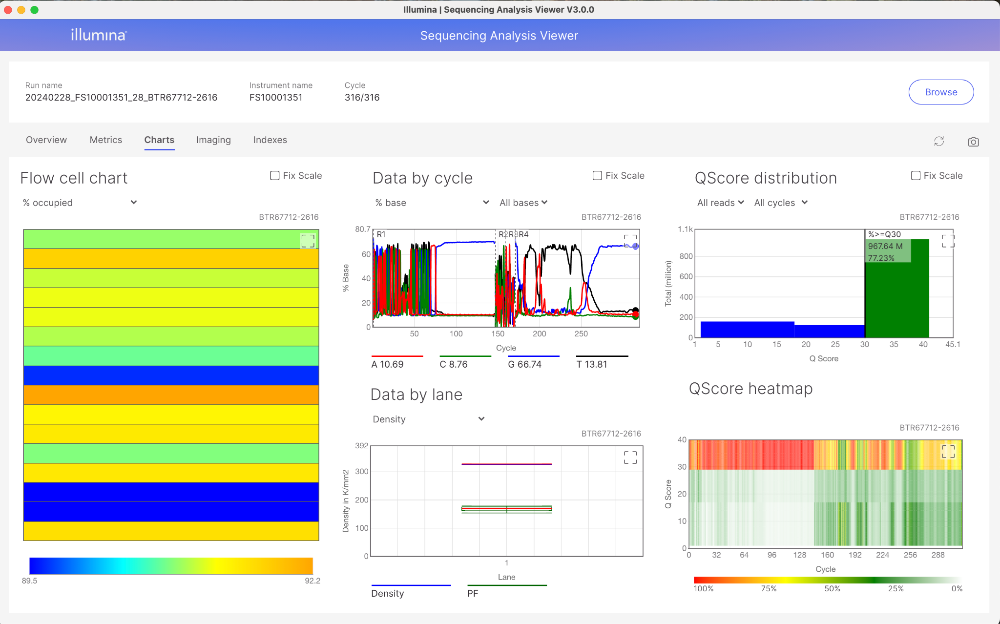 Illumina | Sequencing Analysis Viewer V3.0.0
illumina®
Sequencing Analysis Viewer
Run name
20240228_FS10001351_28_BTR67712-2616
Instrument name
FS10001351
Cycle
316/316
Browse
Overview
Metrics
Charts
Imaging
Indexes
Flow cell chart
Fix Scale
% occupied
BTR67712-2616
89.5
92.2
Data by cycle
Fix Scale
% base
All bases
BTR67712-2616
R1
R2
R3
R4
80.7
60
40
20
0
% Base
50
100
150
200
250
Cycle
A 10.69
C 8.76
G 66.74
T 13.81
Data by lane
Density
BTR67712-2616
392
300
200
100
0
Density in K/mm2
1
Lane
Density
PF
QScore distribution
Fix Scale
All reads
All cycles
BTR67712-2616
%>=Q30
967.64 M
77.23%
1.1k
800
600
400
200
0
Total (million)
1
5
10
15
20
25
30
35
40
45.1
Q Score
QScore heatmap
BTR67712-2616
40
30
20
10
0
Q Score
0
32
64
96
128
160
192
224
256
288
Cycle
100%
75%
50%
25%
0%